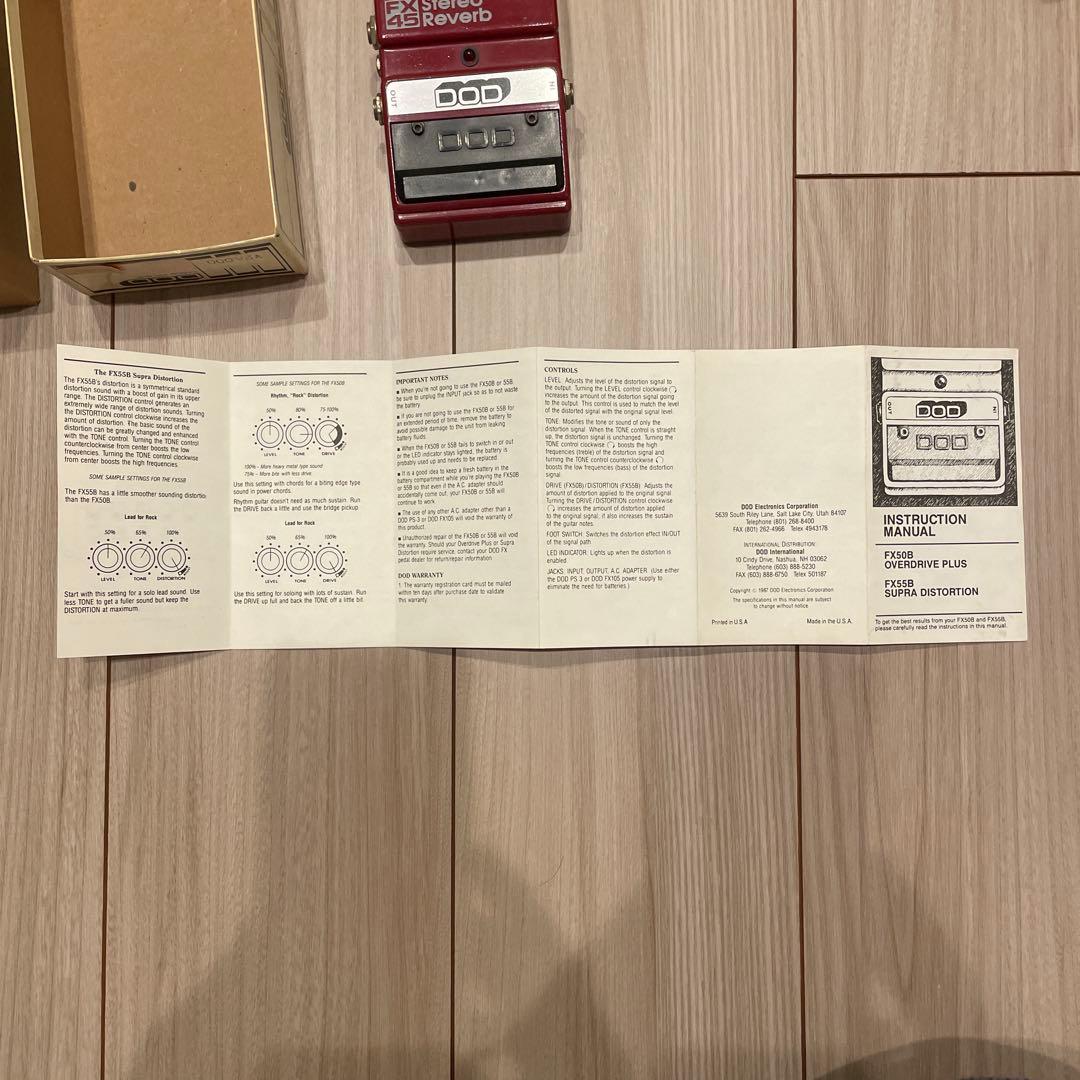 FX Stereo
45 Reverb
OUT
IN
DOD
DOD
DOD
The FX55B Supra Distortion
The FX55B's distortion is a symmetrical standard
distortion sound with a boost of gain in its upper
range. The DISTORTION control generates an
extremely wide range of distortion sounds. Turning
the DISTORTION control clockwise increases the
amount of distortion. The basic sound of the
distortion can be greatly changed and enhanced
with the TONE control. Turning the TONE control
counterclockwise from center boosts the low
frequencies. Turning the TONE control clockwise
from center boosts the high frequencies.
SOME SAMPLE SETTINGS FOR THE FX55B
The FX55B has a little smoother sounding distortion
than the FX50B.
Lead for Rock
50% 65% 100%
LEVEL TONE DISTORTION
Start with this setting for a solo lead sound. Use
less TONE to get a fuller sound but keep the
DISTORTION at maximum.
SOME SAMPLE SETTINGS FOR THE FX50B
Rhythm, "Rock" Distortion
50% 80% 75-100%
LEVEL TONE DRIVE
100% - More heavy metal type sound
75% - More bite with less drive.
Use this setting with chords for a biting edge type
sound in power chords.
Rhythm guitar doesn't need as much sustain. Run
the DRIVE back a little and use the bridge pickup.
Lead for Rock
50% 65% 100%
LEVEL TONE DRIVE
Use this setting for soloing with lots of sustain. Run
the DRIVE up full and back the TONE off a little bit.
IMPORTANT NOTES
■ When you're not going to use the FX50B or 55B,
be sure to unplug the INPUT jack so as not to waste
the battery.
■ If you are not going to use the FX50B or 55B for
an extended period of time, remove the battery to
avoid possible damage to the unit from leaking
battery fluids.
■ When the FX50B or 55B fails to switch in or out
or the LED indicator stays lighted, the battery is
probably used up and needs to be replaced.
■ It is a good idea to keep a fresh battery in the
battery compartment while you're playing the FX50B
or 55B so that even if the A.C. adapter should
accidentally come out, your FX50B or 55B will
continue to work.
■ The use of any other A.C. adapter other than a
DOD PS-3 or DOD FX105 will void the warranty of
this product.
■ Unauthorized repair of the FX50B or 55B will void
the warranty. Should your Overdrive Plus or Supra
Distortion require service, contact your DOD FX
pedal dealer for return/repair information.
DOD WARRANTY
1. The warranty registration card must be mailed
within ten days after purchase date to validate
this warranty.
CONTROLS
LEVEL: Adjusts the level of the distortion signal to
the output. Turning the LEVEL control clockwise
increases the amount of the distortion signal going
to the output. This control is used to match the level
of the distorted signal with the original signal level.
TONE: Modifies the tone or sound of only the
distortion signal. When the TONE control is straight
up, the distortion signal is unchanged. Turning the
TONE control clockwise boosts the high
frequencies (treble) of the distortion signal and
turning the TONE control counterclockwise
boosts the low frequencies (bass) of the distortion
signal.
DRIVE (FX50B)/DISTORTION (FX55B): Adjusts the
amount of distortion applied to the original signal.
Turning the DRIVE/DISTORTION control clockwise
increases the amount of distortion applied
to the original signal; it also increases the sustain
of the guitar notes.
FOOT SWITCH: Switches the distortion effect IN/OUT
of the signal path.
LED INDICATOR: Lights up when the distortion is
enabled.
JACKS: INPUT, OUTPUT, A.C. ADAPTER. (Use either
the DOD PS 3 or DOD FX105 power supply to
eliminate the need for batteries.)
DOD Electronics Corporation
5639 South Riley Lane, Salt Lake City, Utah 84107
Telephone (801) 268-8400
FAX (801) 262-4966 Telex 4943178
INTERNATIONAL DISTRIBUTION:
DOD International
10 Cindy Drive, Nashua, NH 03062
Telephone (603) 888-5230
FAX (603) 888-6750 Telex 501187
Copyright © 1987 DOD Electronics Corporation
The specifications in this manual are subject
to change without notice.
Printed in U.S.A Made in the U.S.A.
OUT
IN
DOD
DOD
INSTRUCTION
MANUAL
FX50B
OVERDRIVE PLUS
FX55B
SUPRA DISTORTION
To get the best results from your FX50B and FX55B,
please carefully read the instructions in this manual.